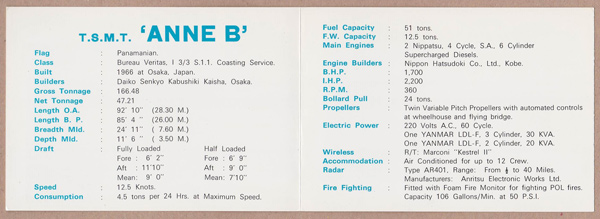 T.S.M.T. 'ANNE B'
Flag : Panamanian.
Class : Bureau Veritas, I 3/3 S.1.1. Coasting Service.
Built : 1966 at Osaka, Japan.
Builders : Daiko Senkyo Kabushiki Kaisha, Osaka.
Gross Tonnage : 166.48
Net Tonnage : 47.21
Length O.A. : 92' 10" (28.30 M.)
Length B. P. : 85' 4 " (26.00 M.)
Breadth Mld. : 24' 11" ( 7.60 M.)
Depth Mld. : 11' 6 " ( 3.50 M.)
Draft : Fully Loaded Half Loaded
Fore : 6' 2" Fore : 6' 9"
Aft : 11'10" Aft : 9' 0"
Mean: 9' 0" Mean: 7'10"
Speed : 12.5 Knots.
Consumption : 4.5 tons per 24 Hrs. at Maximum Speed.
Fuel Capacity : 51 tons.
F.W. Capacity : 12.5 tons.
Main Engines : 2 Nippatsu, 4 Cycle, S.A., 6 Cylinder
Supercharged Diesels.
Engine Builders : Nippon Hatsudoki Co., Ltd., Kobe.
B.H.P. : 1,700
I.H.P. : 2,200
R.P.M. : 360
Bollard Pull : 24 tons.
Propellers : Twin Variable Pitch Propellers with automated controls
at wheelhouse and flying bridge.
Electric Power : 220 Volts A.C., 60 Cycle.
One YANMAR LDL-F, 3 Cylinder, 30 KVA.
One YANMAR LDL-F, 2 Cylinder, 20 KVA.
Wireless : R/T: Marconi "Kestrel II"
Accommodation : Air Conditioned for up to 12 Crew.
Radar : Type AR401, Range: From ½ to 40 Miles.
Manufacturers: Anritsu Electronic Works Ltd.
Fire Fighting : Fitted with Foam Fire Monitor for fighting POL fires.
Capacity 106 Gallons/Min. at 50 P.S.I.